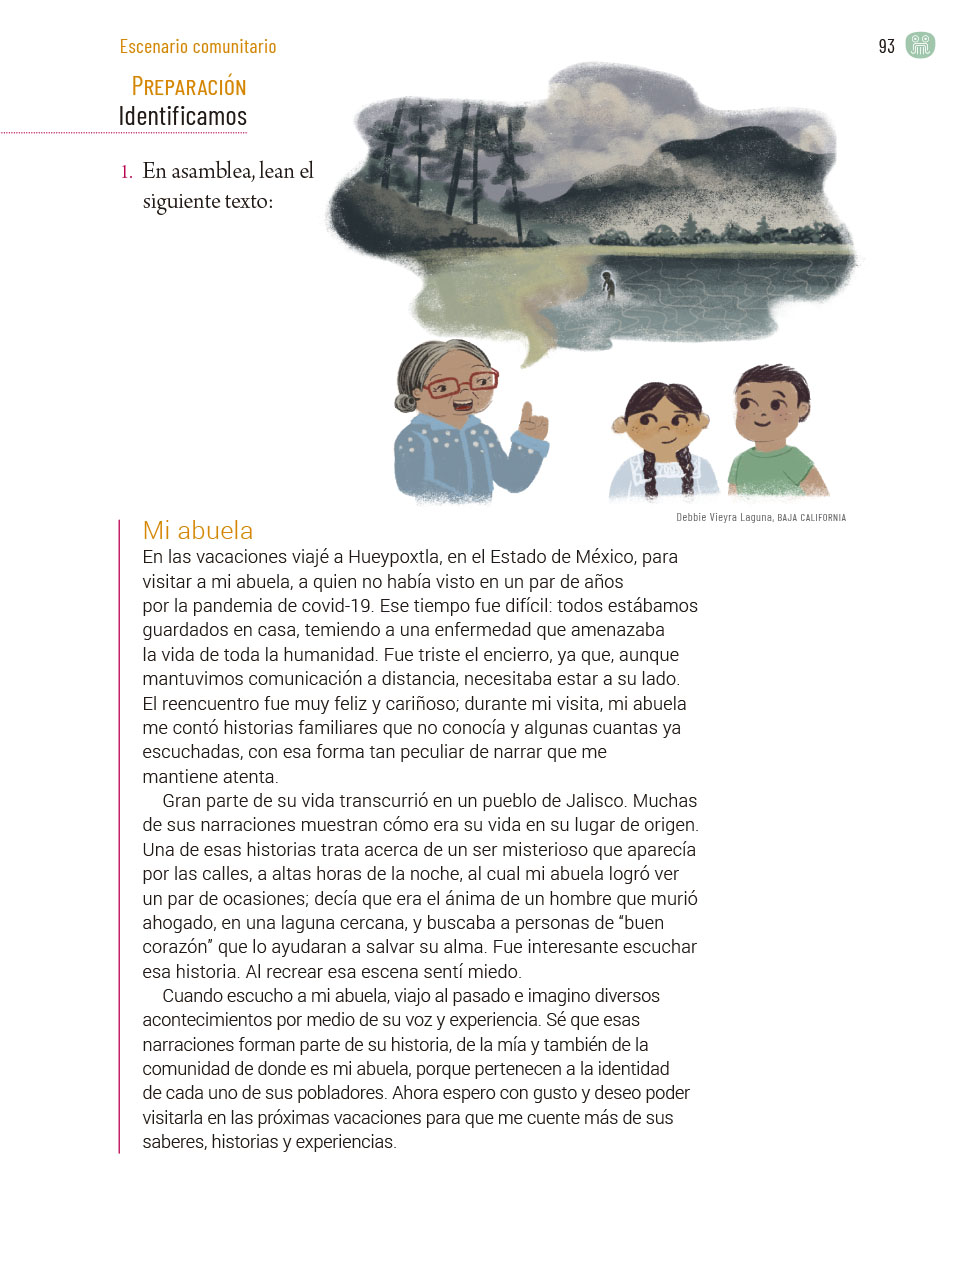 Escenario comunitario
93
PREPARACIÓN
Identificamos
1. En asamblea, lean el
siguiente texto:
Debbie Vieyra Laguna, BAJA CALIFORNIA
Mi abuela
En las vacaciones viajé a Hueypoxtla, en el Estado de México, para
visitar a mi abuela, a quien no había visto en un par de años
por la pandemia de covid-19. Ese tiempo fue difícil: todos estábamos
guardados en casa, temiendo a una enfermedad que amenazaba
la vida de toda la humanidad. Fue triste el encierro, ya que, aunque
mantuvimos comunicación a distancia, necesitaba estar a su lado.
El reencuentro fue muy feliz y cariñoso; durante mi visita, mi abuela
me contó historias familiares que no conocía y algunas cuantas ya
escuchadas, con esa forma tan peculiar de narrar que me
mantiene atenta.
Gran parte de su vida transcurrió en un pueblo de Jalisco. Muchas
de sus narraciones muestran cómo era su vida en su lugar de origen.
Una de esas historias trata acerca de un ser misterioso que aparecía
por las calles, a altas horas de la noche, al cual mi abuela logró ver
un par de ocasiones; decía que era el ánima de un hombre que murió
ahogado, en una laguna cercana, y buscaba a personas de “buen
corazón” que lo ayudaran a salvar su alma. Fue interesante escuchar
esa historia. Al recrear esa escena sentí miedo.
Cuando escucho a mi abuela, viajo al pasado e imagino diversos
acontecimientos por medio de su voz y experiencia. Sé que esas
narraciones forman parte de su historia, de la mía y también de la
comunidad de donde es mi abuela, porque pertenecen a la identidad
de cada uno de sus pobladores. Ahora espero con gusto y deseo poder
visitarla en las próximas vacaciones para que me cuente más de sus
saberes, historias y experiencias.